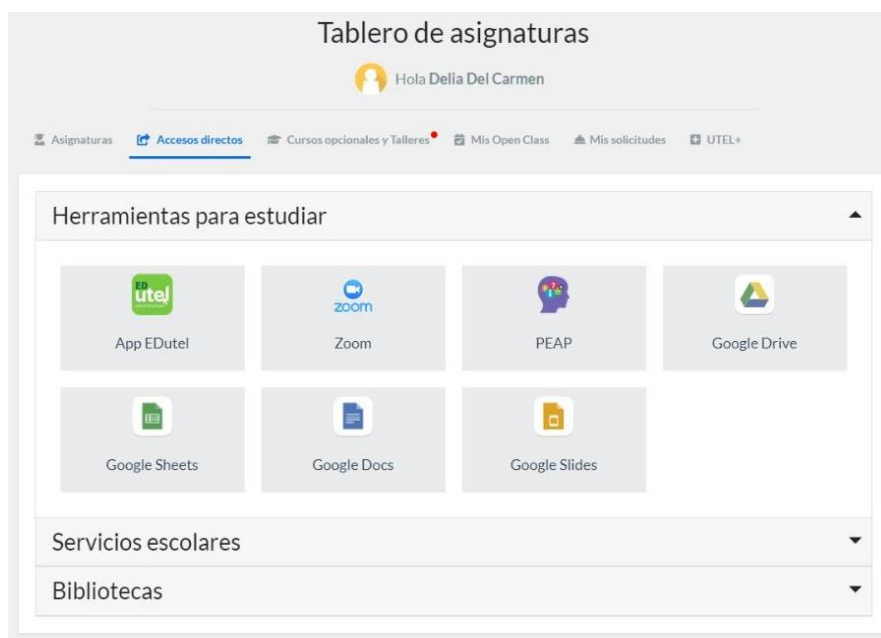 Tablero de asignaturas
Hola Delia Del Carmen
Asignaturas Accesos directos Cursos opcionales y Talleres Mis Open Class Mis solicitudes UTEL+
Herramientas para estudiar
ED
utel
zoom
App EDutel Zoom PEAP Google Drive
Google Sheets Google Docs Google Slides
Servicios escolares
Bibliotecas